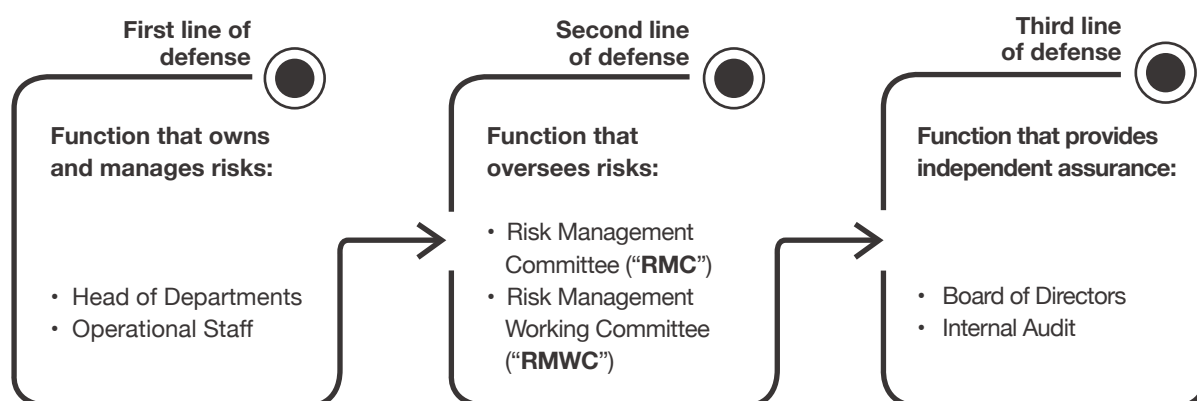 First line of
defense
Function that owns
and manages risks:
• Head of Departments
• Operational Staff
Second line
of defense
Function that
oversees risks:
• Risk Management
Committee (“RMC”)
• Risk Management
Working Committee
(“RMWC”)
Third line
of defense
Function that provides
independent assurance:
• Board of Directors
• Internal Audit